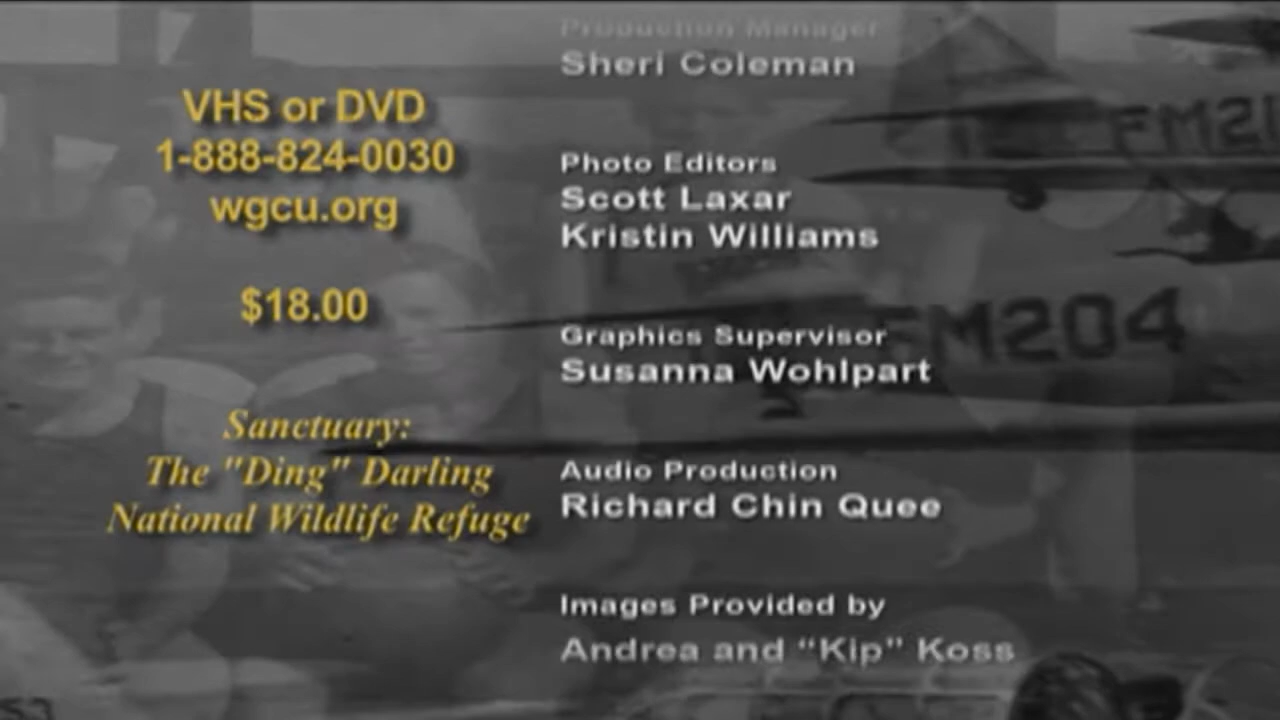 VHS or DVD
1-888-824-0030
wgcu.org
$18.00
Sanctuary:
The "Ding" Darling
National Wildlife Refuge
Production Manager
Sheri Coleman
Photo Editors
Scott Laxar
Kristin Williams
Graphics Supervisor
Susanna Wohlpart
Audio Production
Richard Chin Quee
Images Provided by
Andrea and “Kip” Koss
FM204